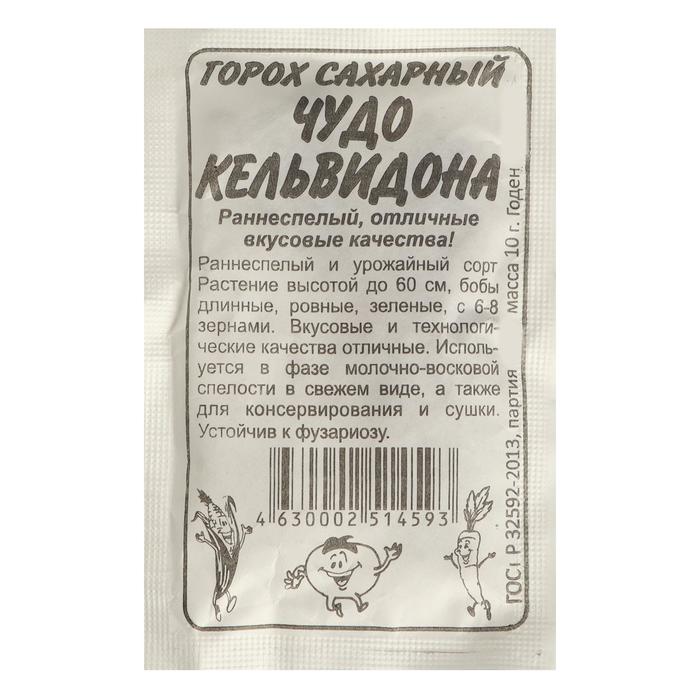 ГОРОХ САХАРНЫЙ
ЧУДО
КЕЛЬВИДОНА
Раннеспелый, отличные
вкусовые качества!
Раннеспелый и урожайный сорт
Растение высотой до 60 см, бобы
длинные, ровные, зеленые, с 6-8
зернами. Вкусовые и технологи-
ческие качества отличные. Исполь-
уется в фазе молочно-восковой
спелости в свежем виде, а также
для консервирования и сушки.
Устойчив к фузариозу.
4 630002 514593
ГОСТ Р 32592-2013, партия масса 10 г. Годен